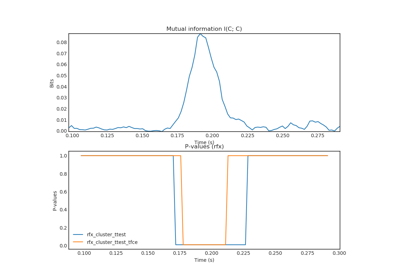 Mutual information I(C; C)
0.08
0.07
0.06
0.05
0.04
0.03
0.02
0.01
0.00
Bits
0.100 0.125 0.150 0.175 0.200 0.225 0.250 0.275
Time (s)
P-values (rfx)
1.0
0.8
0.6
0.4
0.2
0.0
P-values
rfx_cluster_ttest
rfx_cluster_ttest_tfce
0.100 0.125 0.150 0.175 0.200 0.225 0.250 0.275 0.300
Time (s)